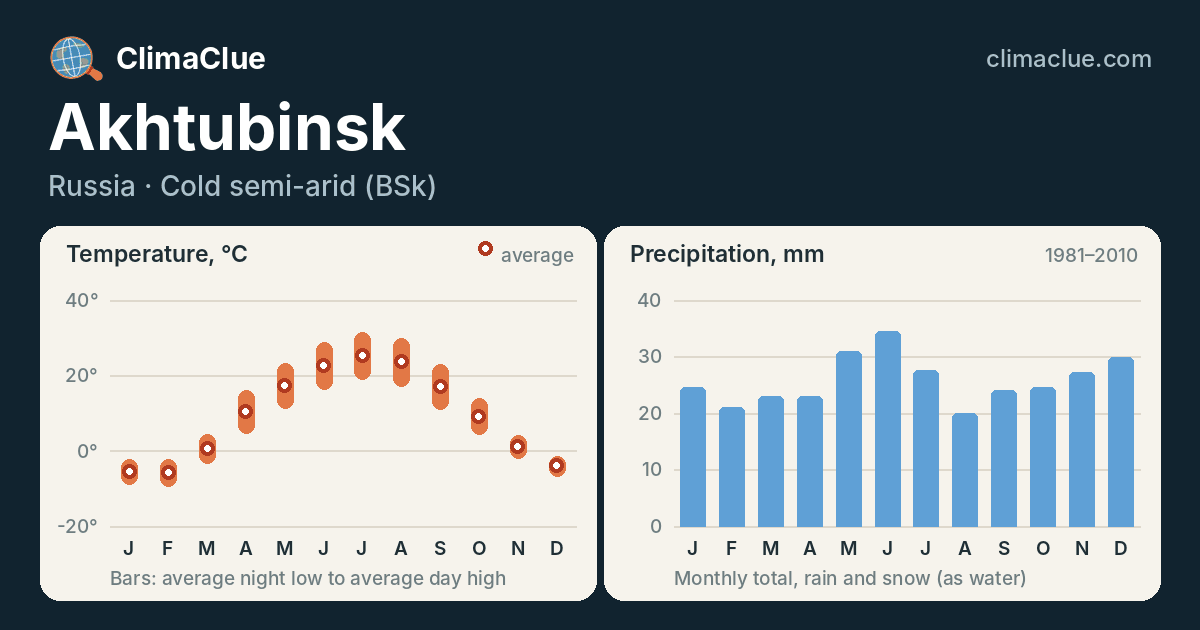 ClimaClue
climaclue.com
Akhtubinsk
Russia · Cold semi-arid (BSk)
Temperature, °C
average
40°
20°
0°
-20°
J F M A M J J A S O N D
Bars: average night low to average day high
Precipitation, mm
1981–2010
40
30
20
10
0
J F M A M J J A S O N D
Monthly total, rain and snow (as water)